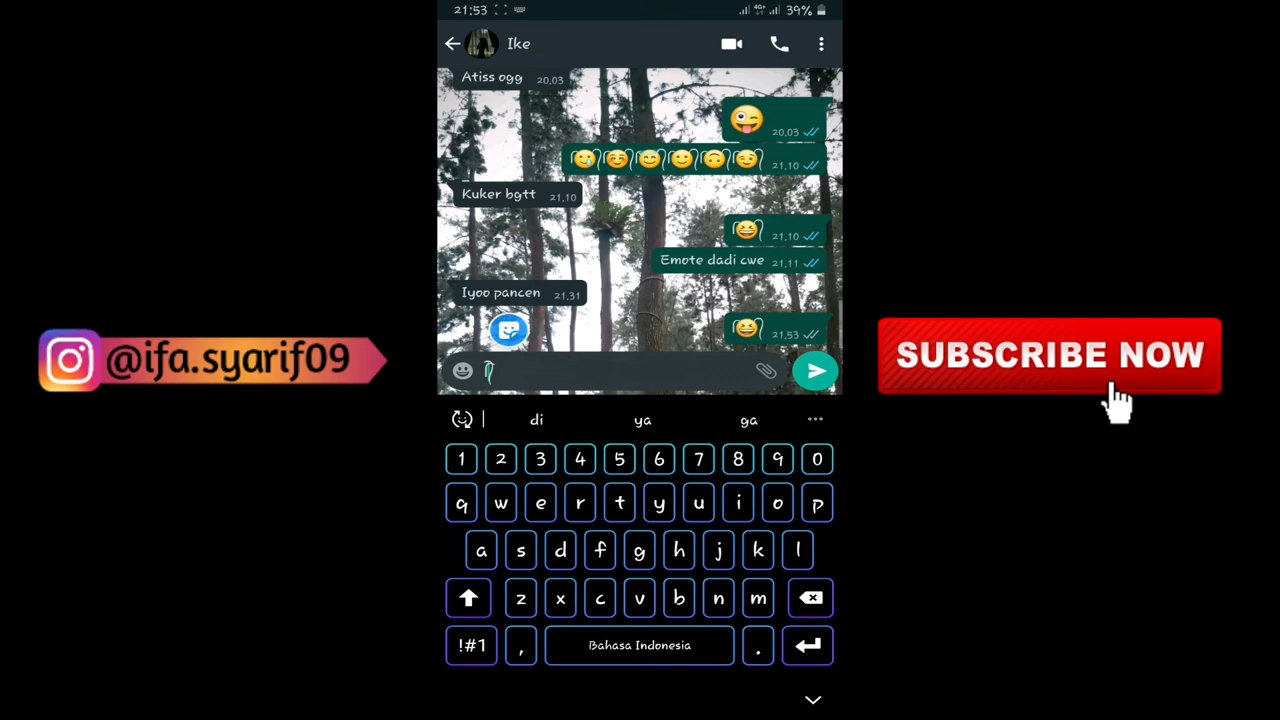 21:53
4G+
39%
Ike
Atiss ogg 20.03
20.03
21.10
Kuker bgtt 21.10
21.10
Emote dadi cwe 21.11
Iyoo pancen 21.31
21.53
@ifa.syarif09
SUBSCRIBE NOW
di ya ga
1 2 3 4 5 6 7 8 9 0
q w e r t y u i o p
a s d f g h j k l
z x c v b n m
!#1 , Bahasa Indonesia .